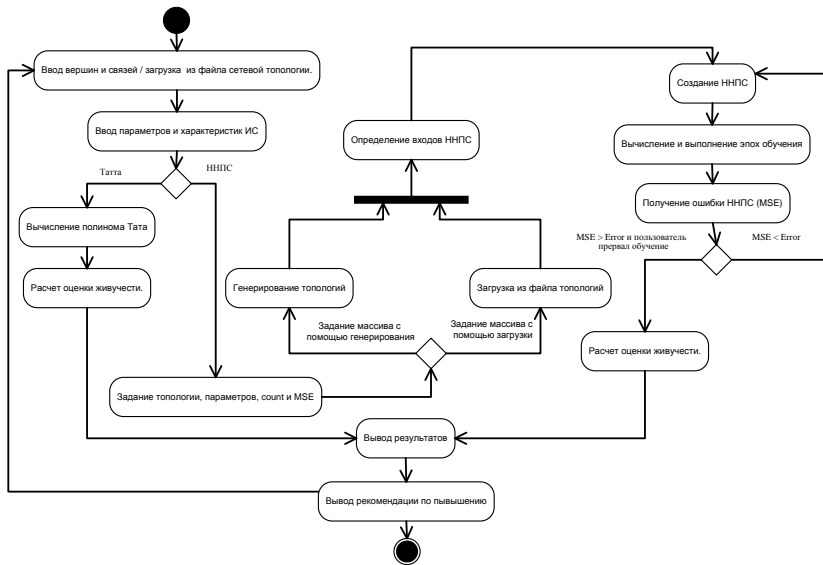 Ввод вершин и связей / загрузка из файла сетевой топологии.
Ввод параметров и характеристик ИС
Татта
ННПС
Вычисление полинома Тата
Расчет оценки живучести.
Задание топологии, параметров, count и MSE
Определение входов ННПС
Генерирование топологий
Загрузка из файла топологий
Задание массива с
помощью генерирования
Задание массива с
помощью загрузки
Создание ННПС
Вычисление и выполнение эпох обучения
Получение ошибки ННПС (MSE)
MSE > Error и пользователь
прервал обучение
MSE < Error
Расчет оценки живучести.
Вывод результатов
Вывод рекомендации по пывышению